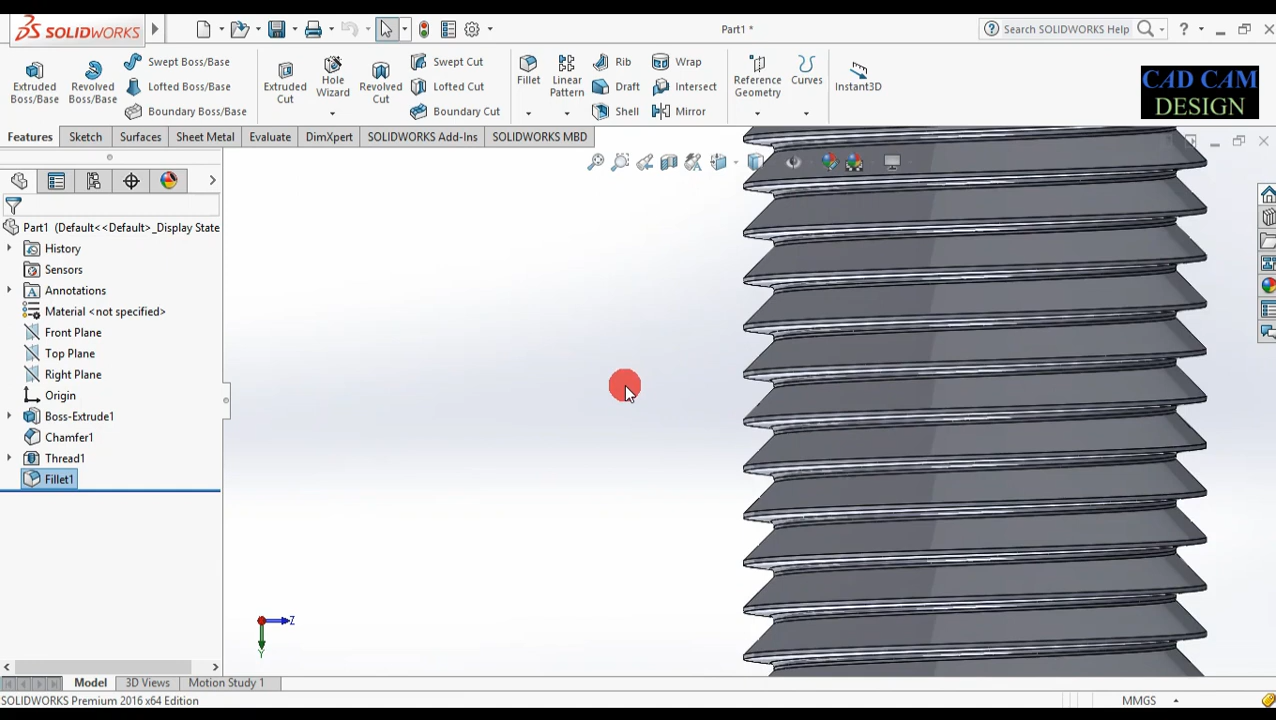 SOLIDWORKS
Part1 *
Search SOLIDWORKS Help
?
Extruded Boss/Base
Revolved Boss/Base
Swept Boss/Base
Lofted Boss/Base
Boundary Boss/Base
Extruded Cut
Hole Wizard
Revolved Cut
Swept Cut
Lofted Cut
Boundary Cut
Fillet
Linear Pattern
Rib
Draft
Shell
Wrap
Intersect
Mirror
Reference Geometry
Curves
Instant3D
CAD CAM
DESIGN
Features
Sketch
Surfaces
Sheet Metal
Evaluate
DimXpert
SOLIDWORKS Add-Ins
SOLIDWORKS MBD
Part1 (Default<<Default>_Display State
History
Sensors
Annotations
Material <not specified>
Front Plane
Top Plane
Right Plane
Origin
Boss-Extrude1
Chamfer1
Thread1
Fillet1
Z
Y
Model
3D Views
Motion Study 1
SOLIDWORKS Premium 2016 x64 Edition
MMGS